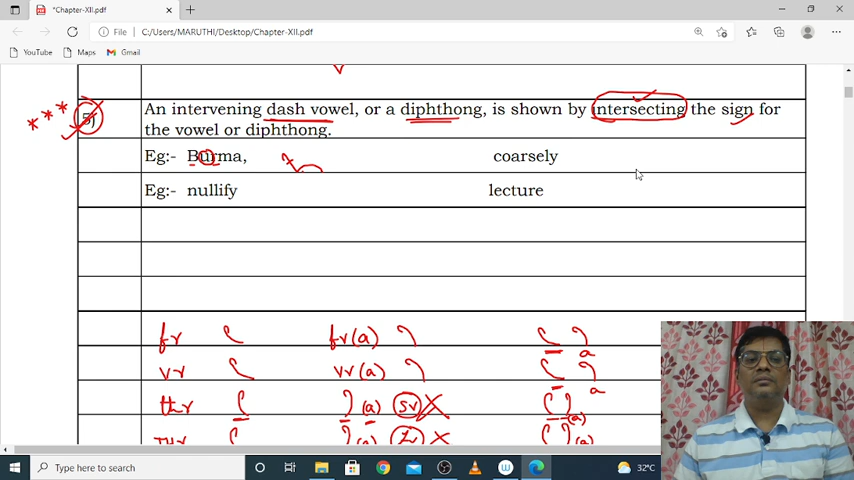 *Chapter-XII.pdf
File
C:/Users/MARUTHI/Desktop/Chapter-XII.pdf
YouTube
Maps
Gmail
5) An intervening dash vowel, or a diphthong, is shown by intersecting the sign for
the vowel or diphthong.
Eg:- Burma, coarsely
Eg:- nullify lecture
fr fr(a) a
vr vr(a) a
thr (a) sr (a)
(a) (a)
Type here to search
32°C